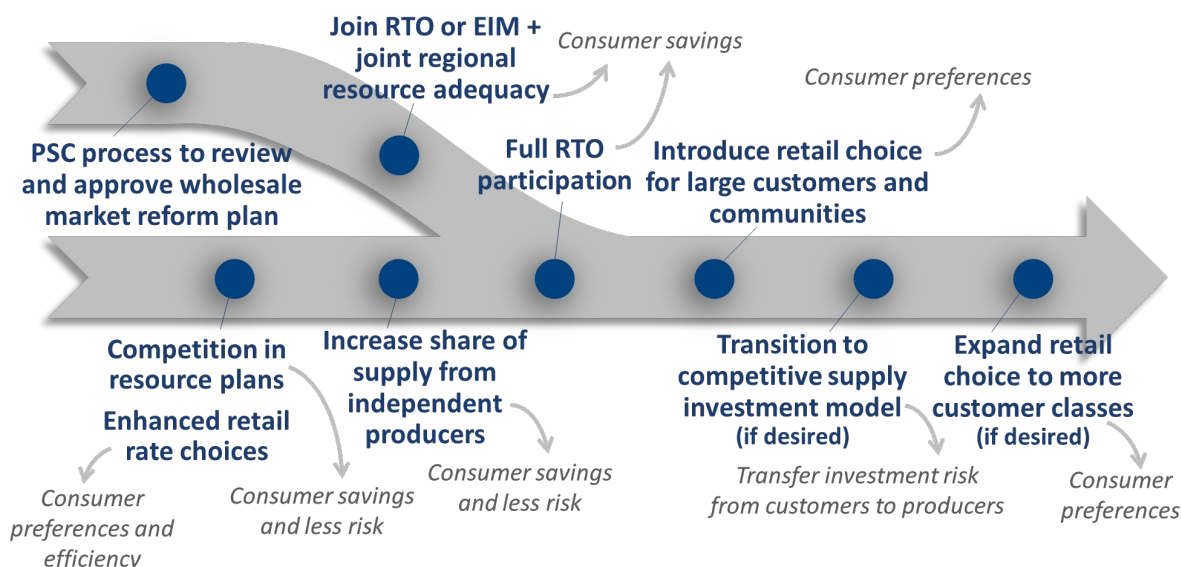 Join RTO or EIM +
joint regional
resource adequacy
Consumer savings
Consumer preferences
PSC process to review
and approve wholesale
market reform plan
Full RTO
participation
Introduce retail choice
for large customers and
communities
Competition in
resource plans
Enhanced retail
rate choices
Increase share of
supply from
independent
producers
Transition to
competitive supply
investment model
(if desired)
Expand retail
choice to more
customer classes
(if desired)
Consumer
preferences and
efficiency
Consumer savings
and less risk
Consumer savings
and less risk
Transfer investment risk
from customers to producers
Consumer
preferences